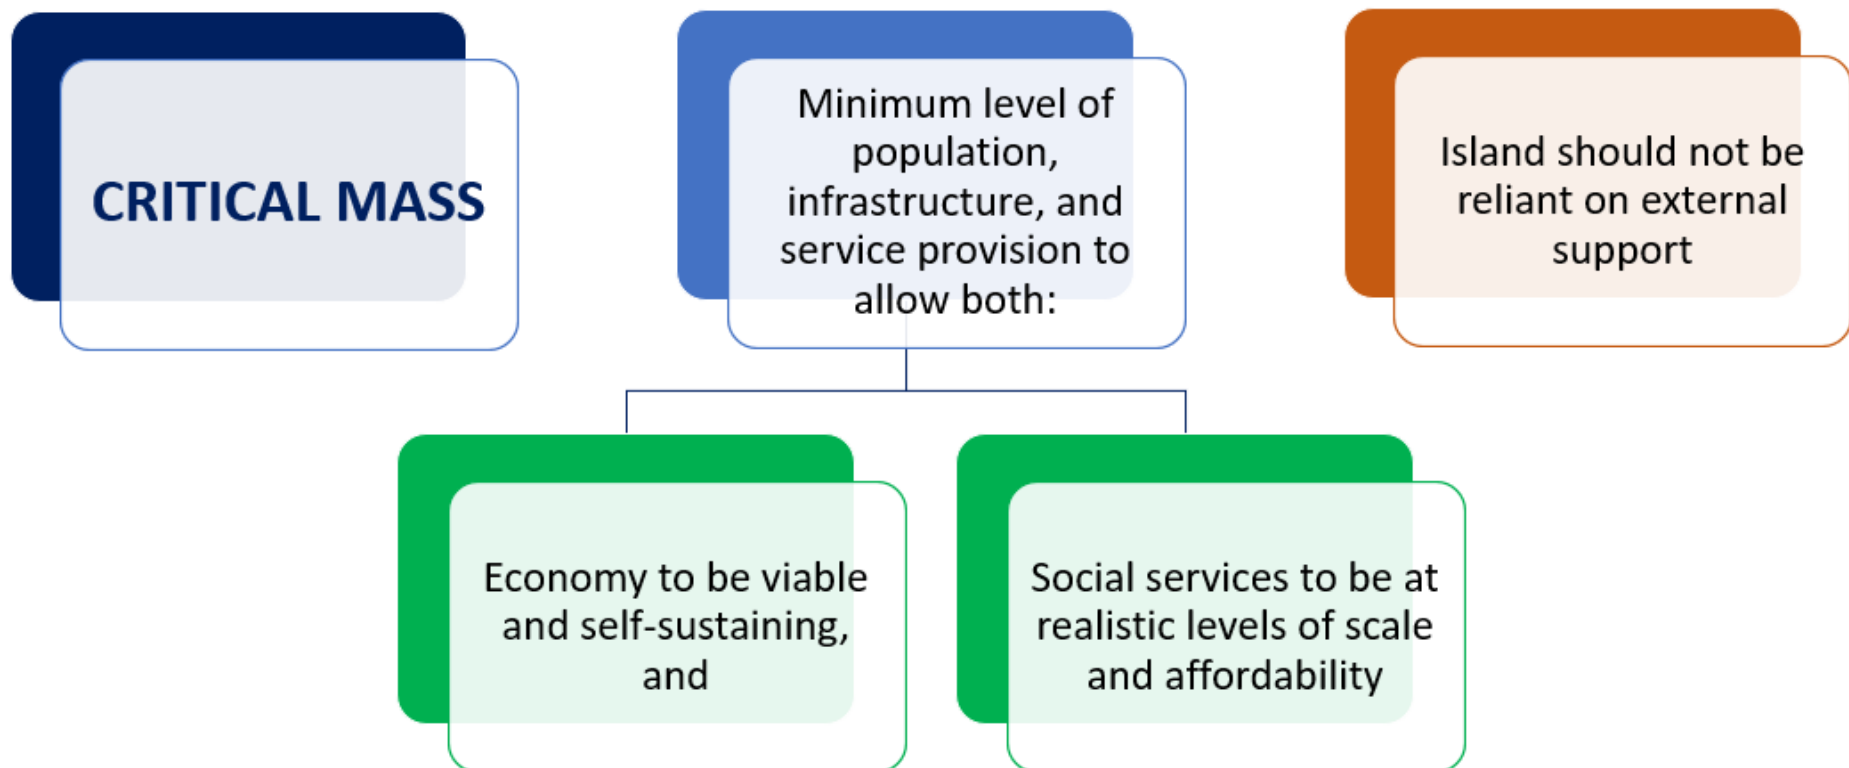 CRITICAL MASS
Minimum level of
population,
infrastructure, and
service provision to
allow both:
Island should not be
reliant on external
support
Economy to be viable
and self-sustaining,
and
Social services to be at
realistic levels of scale
and affordability